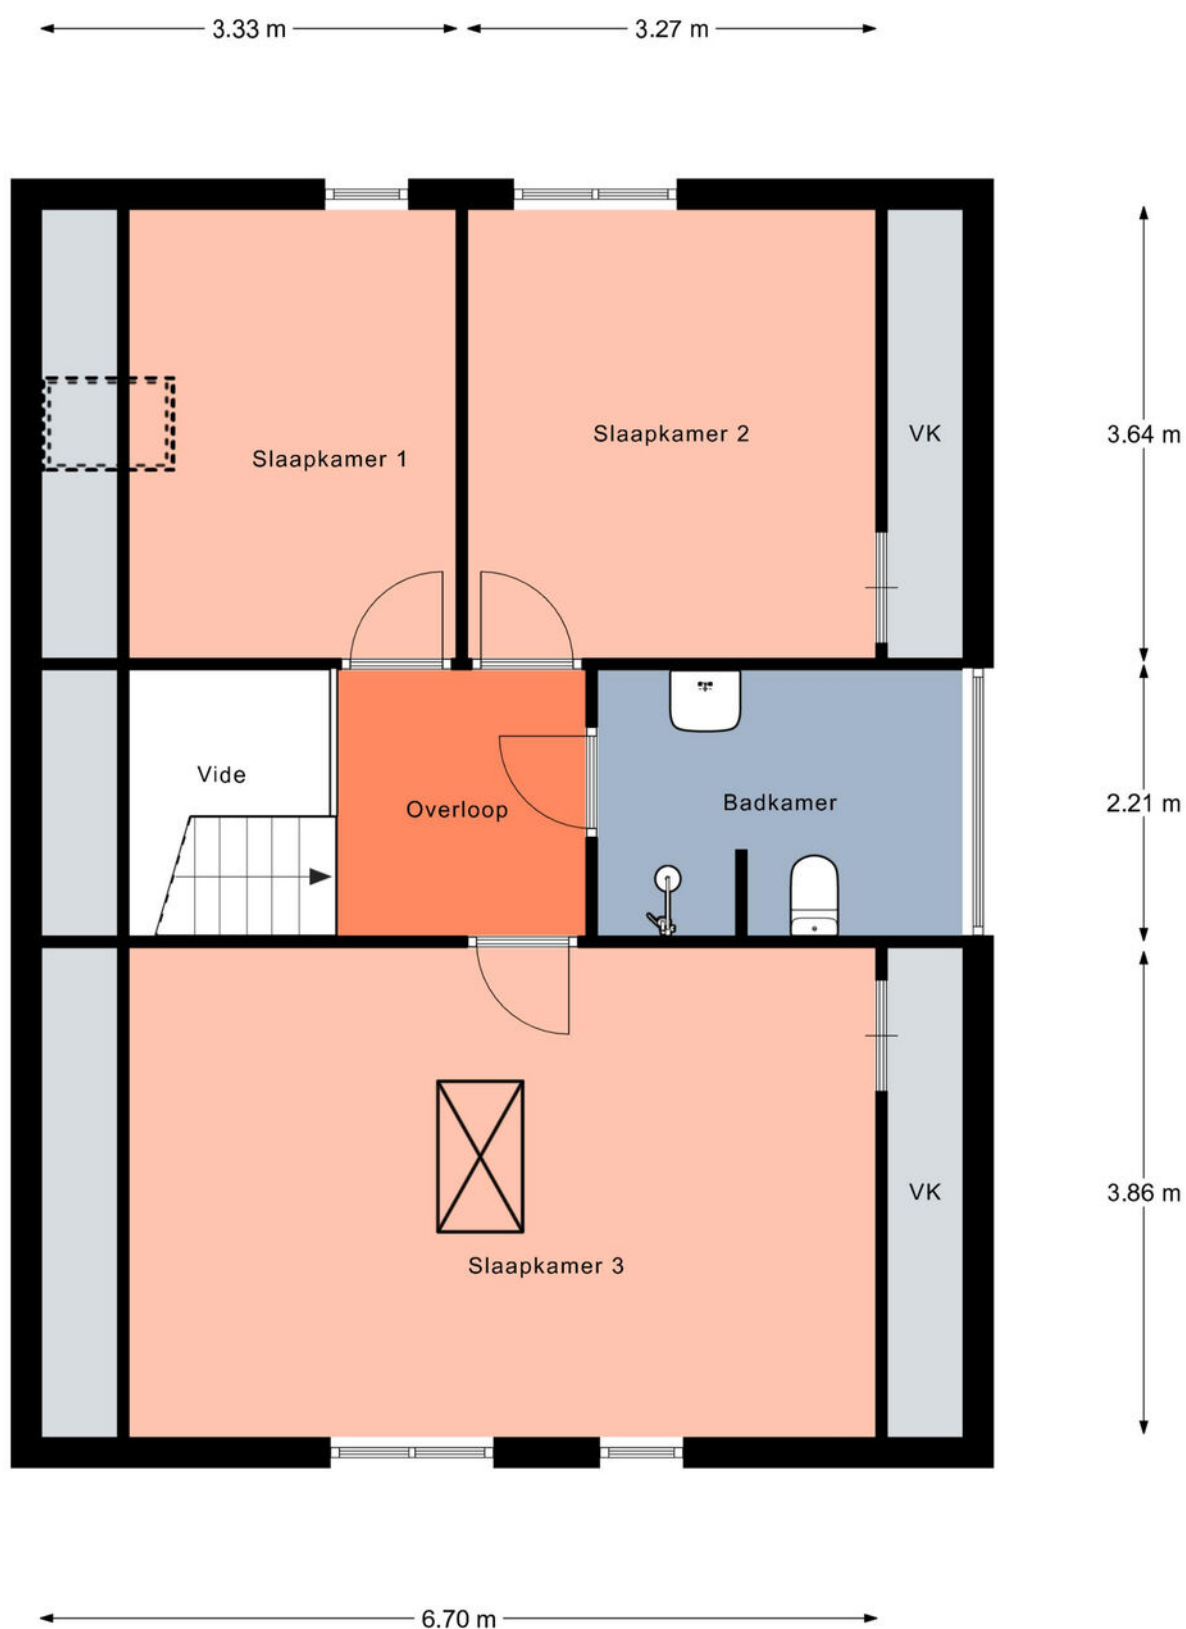 3.33 m
3.27 m
Slaapkamer 1
Slaapkamer 2
VK
3.64 m
Vide
Overloop
Badkamer
2.21 m
Slaapkamer 3
VK
3.86 m
6.70 m